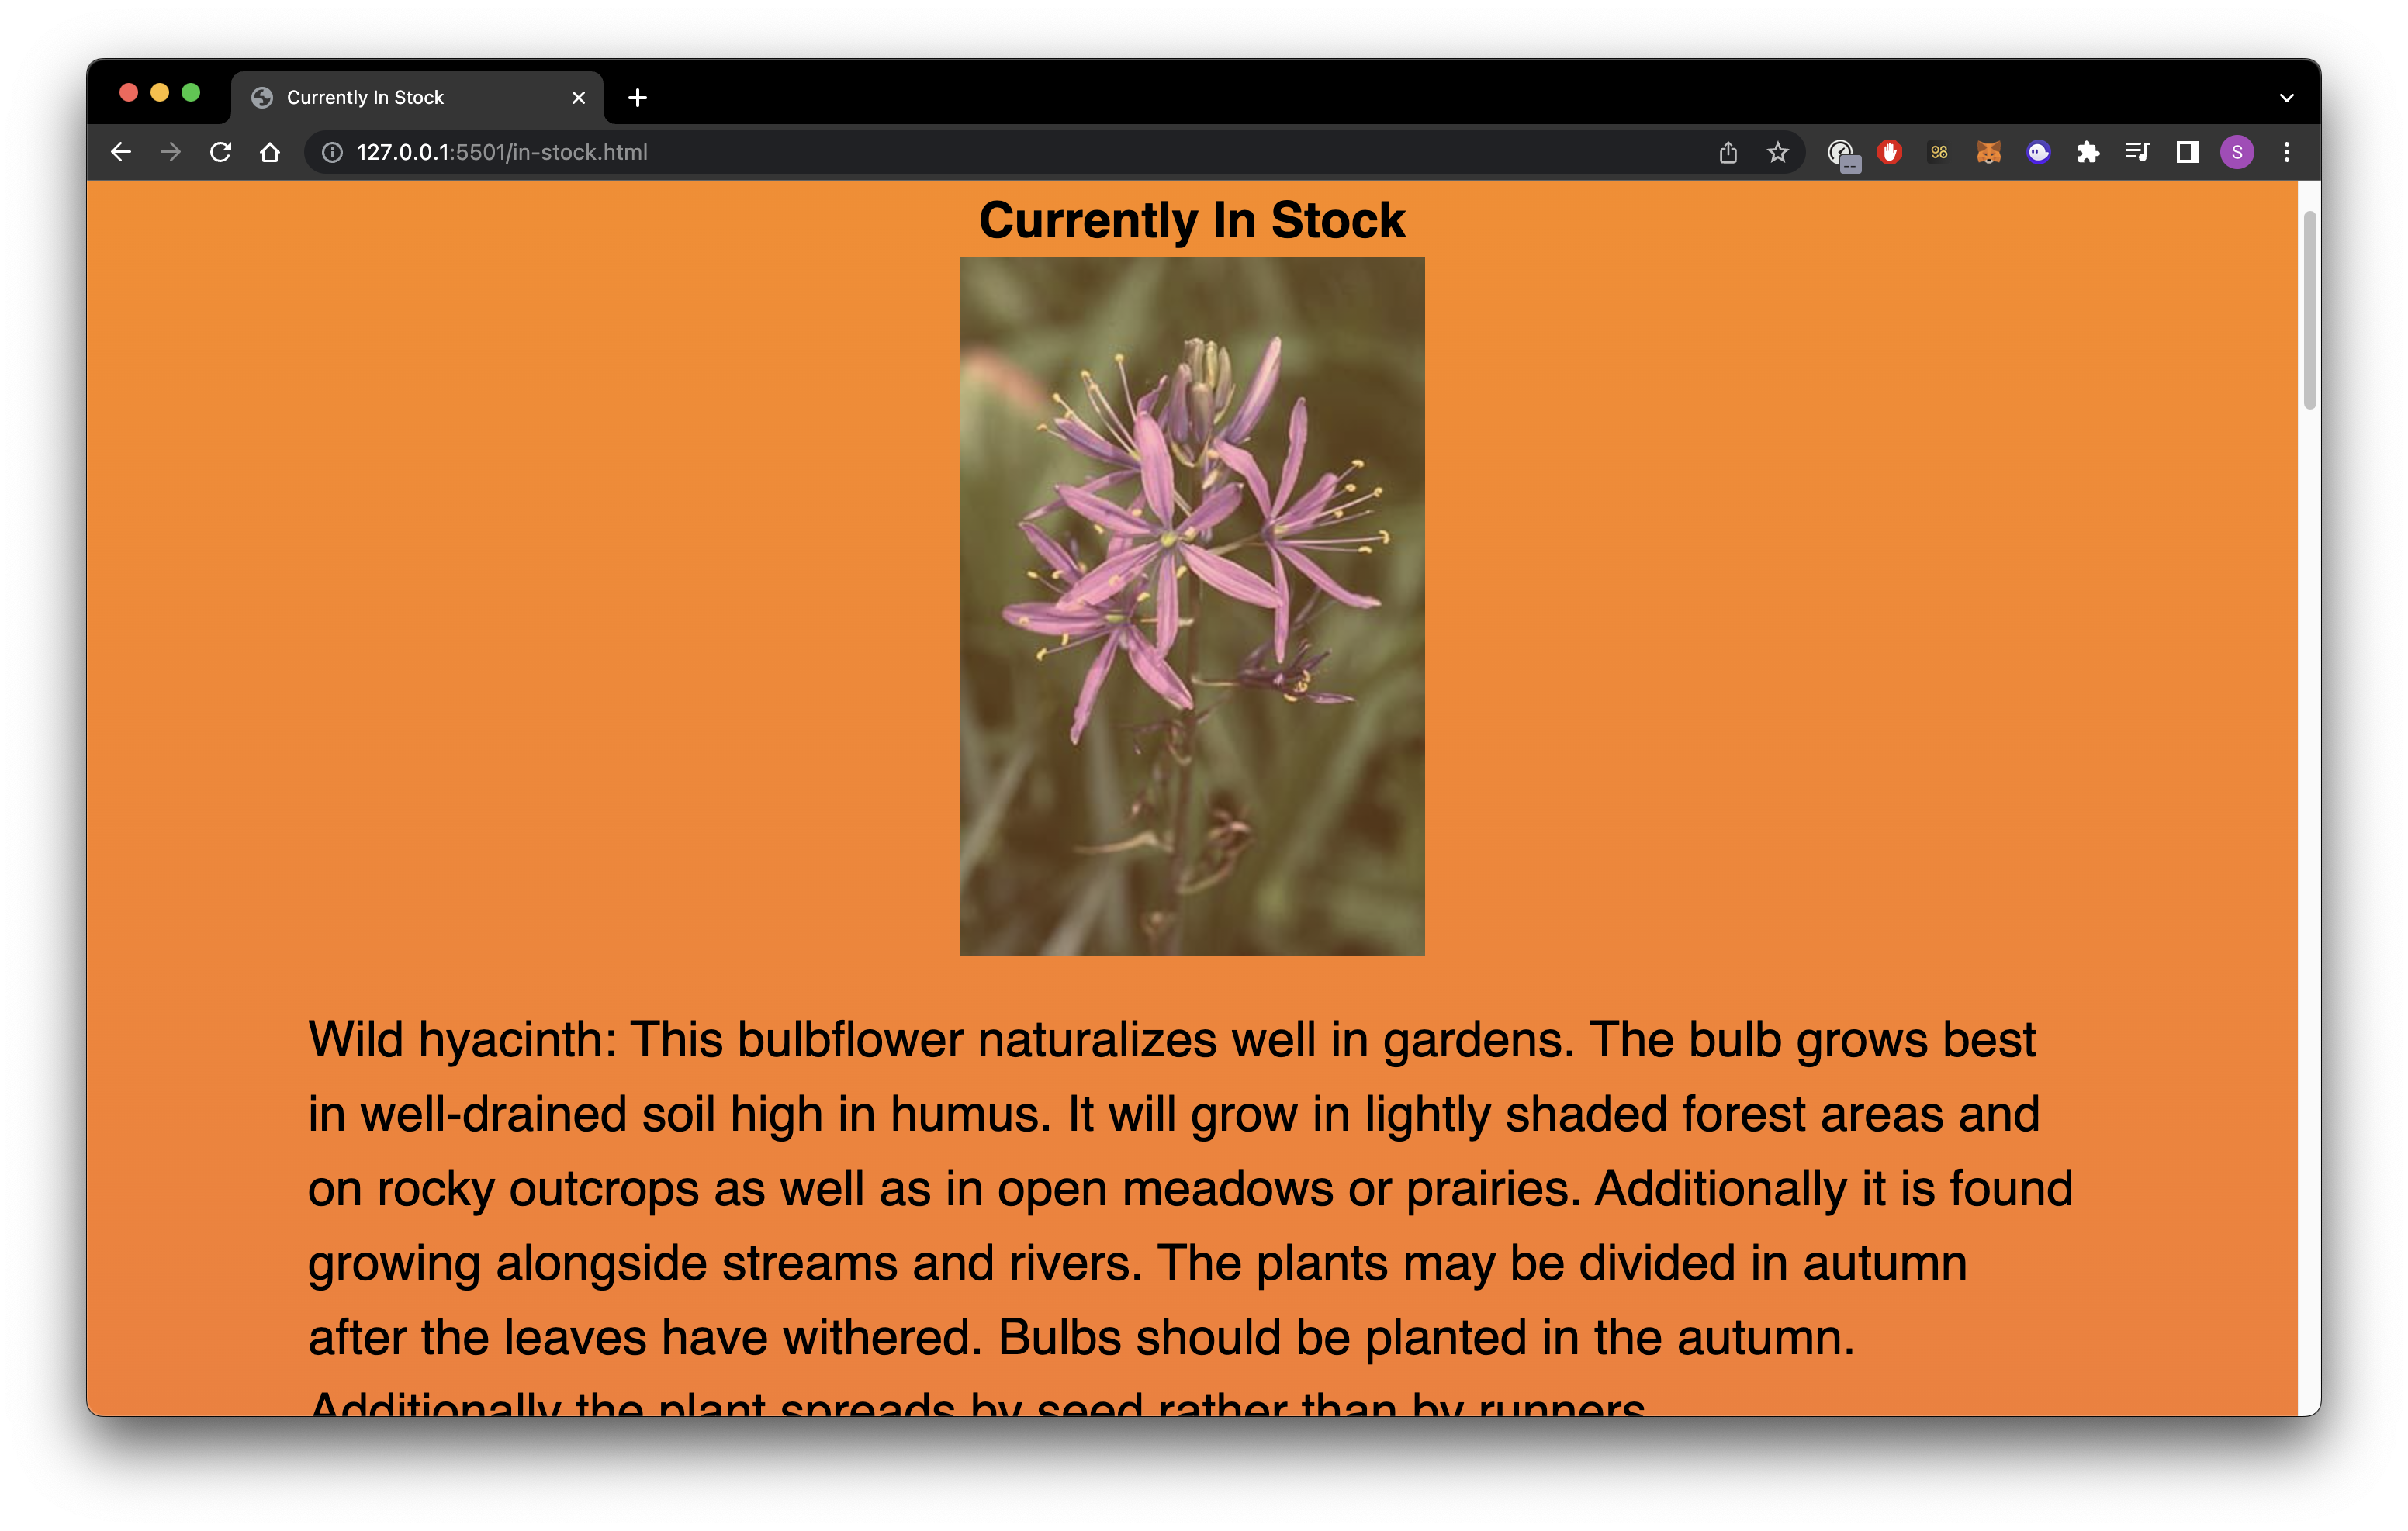 Currently In Stock
127.0.0.1:5501/in-stock.html
98
S
Currently In Stock
Wild hyacinth: This bulbflower naturalizes well in gardens. The bulb grows best
in well-drained soil high in humus. It will grow in lightly shaded forest areas and
on rocky outcrops as well as in open meadows or prairies. Additionally it is found
growing alongside streams and rivers. The plants may be divided in autumn
after the leaves have withered. Bulbs should be planted in the autumn.
Additionally the plant spreads by seed rather than by runners